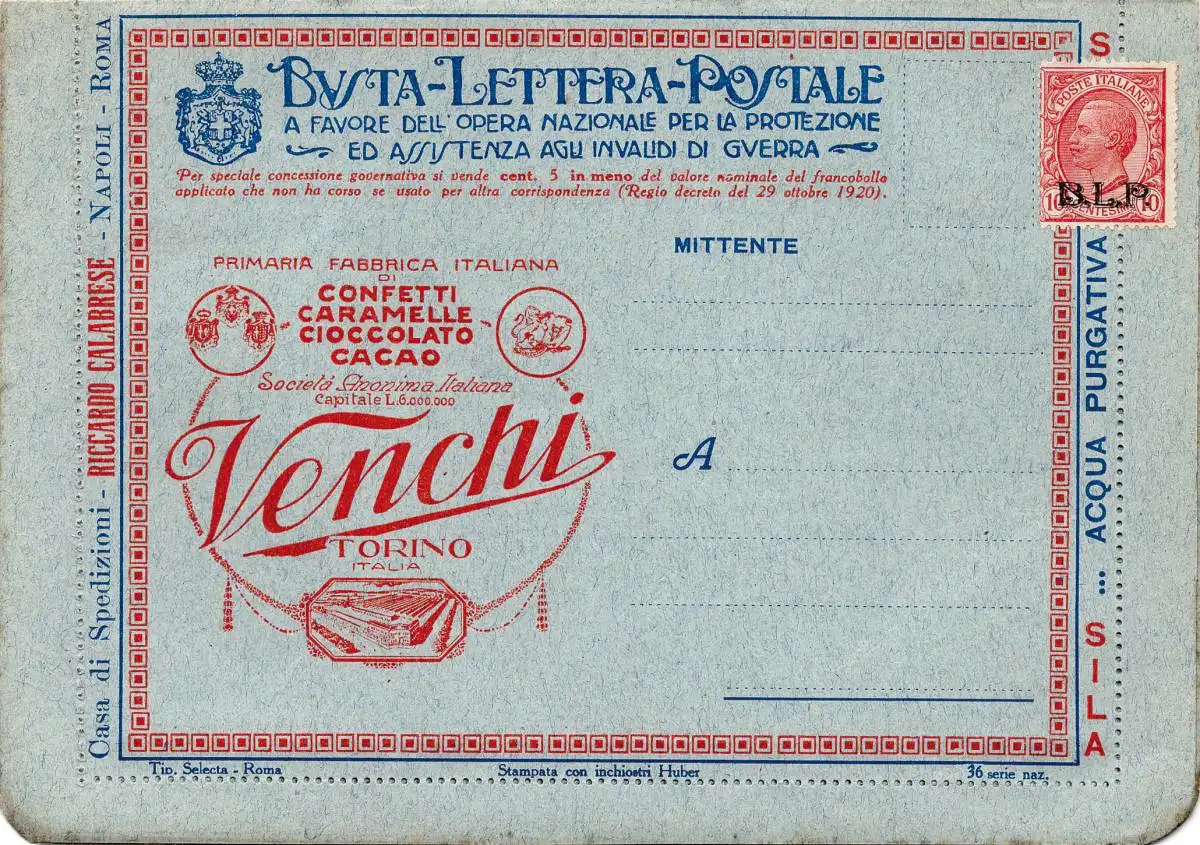 BUSTA-LETTERA-POSTALE
A FAVORE DELL'OPERA NAZIONALE PER LA PROTEZIONE
ED ASSISTENZA AGLI INVALIDI DI GUERRA
Per speciale concessione governativa si vende cent. 5 in meno del valore nominale del francobollo
applicato che non ha corso se usato per altra corrispondenza (Regio decreto del 29 ottobre 1920).
POSTE ITALIANE
B.L.P.
10 CENTESIMI 10
MITTENTE
PRIMARIA FABBRICA ITALIANA
DI
CONFETTI
CARAMELLE
CIOCCOLATO
CACAO
Società Anonima Italiana
Capitale L.6.000.000
Venchi
TORINO
ITALIA
A
Casa di Spedizioni - RICCARDO CALABRESE - NAPOLI - ROMA
ACQUA PURGATIVA ...
SILA
Tip. Selecta - Roma
Stampata con inchiostri Huber
36 serie naz.